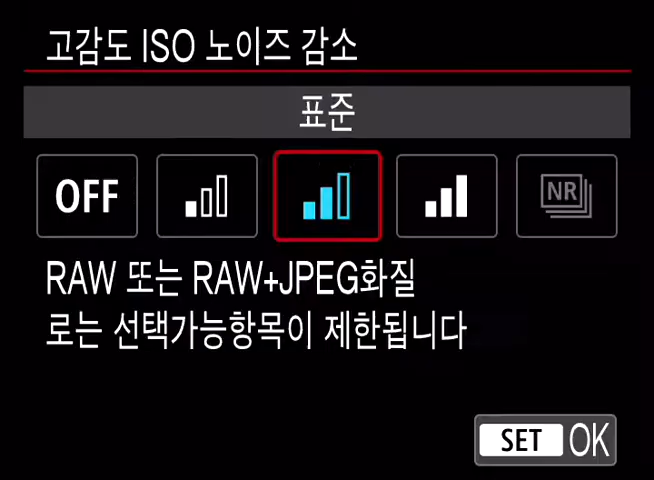 고감도 ISO 노이즈 감소
표준
OFF
NR
RAW 또는 RAW+JPEG화질
로는 선택가능항목이 제한됩니다
SET OK